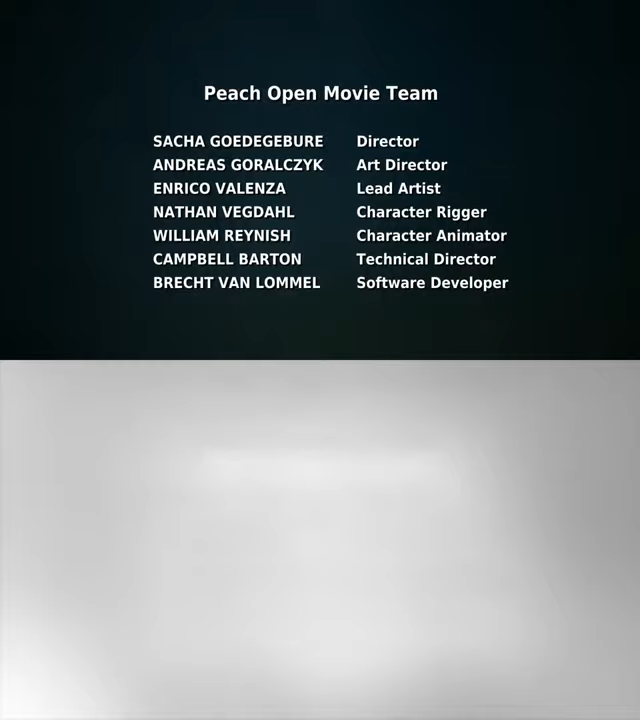 Peach Open Movie Team
SACHA GOEDEGEBURE Director
ANDREAS GORALCZYK Art Director
ENRICO VALENZA Lead Artist
NATHAN VEGDAHL Character Rigger
WILLIAM REYNISH Character Animator
CAMPBELL BARTON Technical Director
BRECHT VAN LOMMEL Software Developer